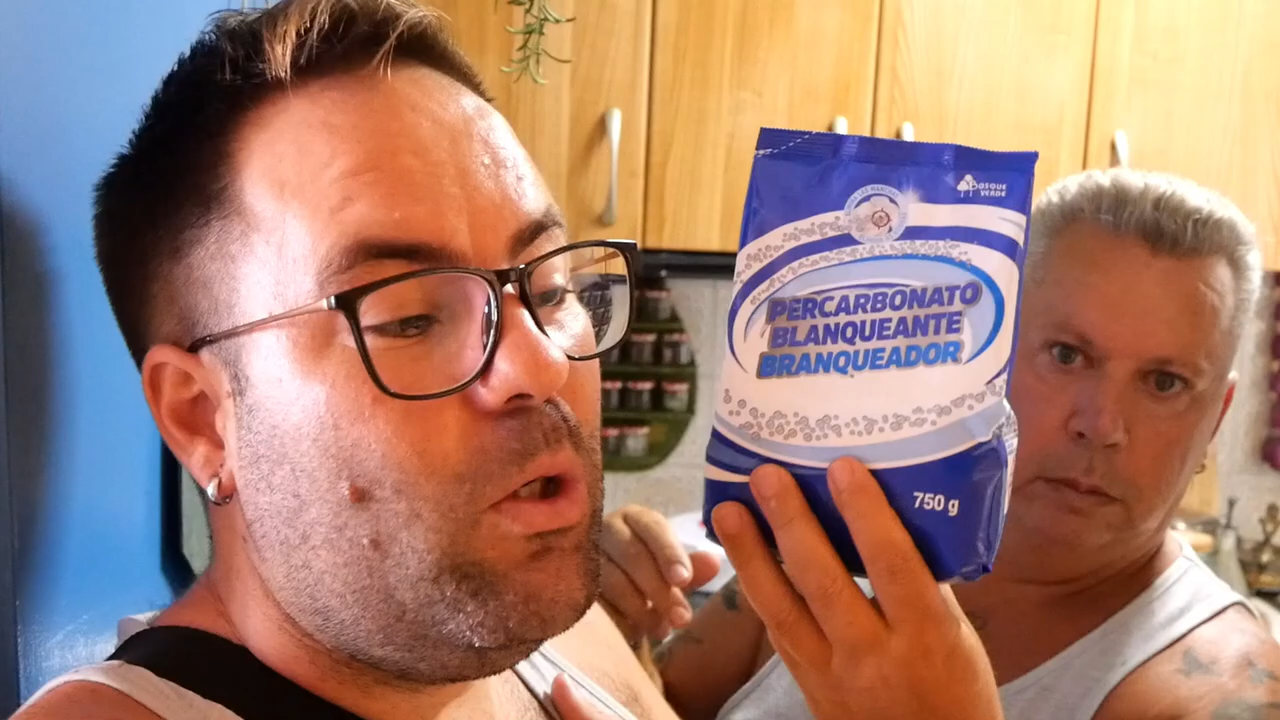 BOSQUE
VERDE
PERCARBONATO
BLANQUEANTE
BRANQUEADOR
750 g